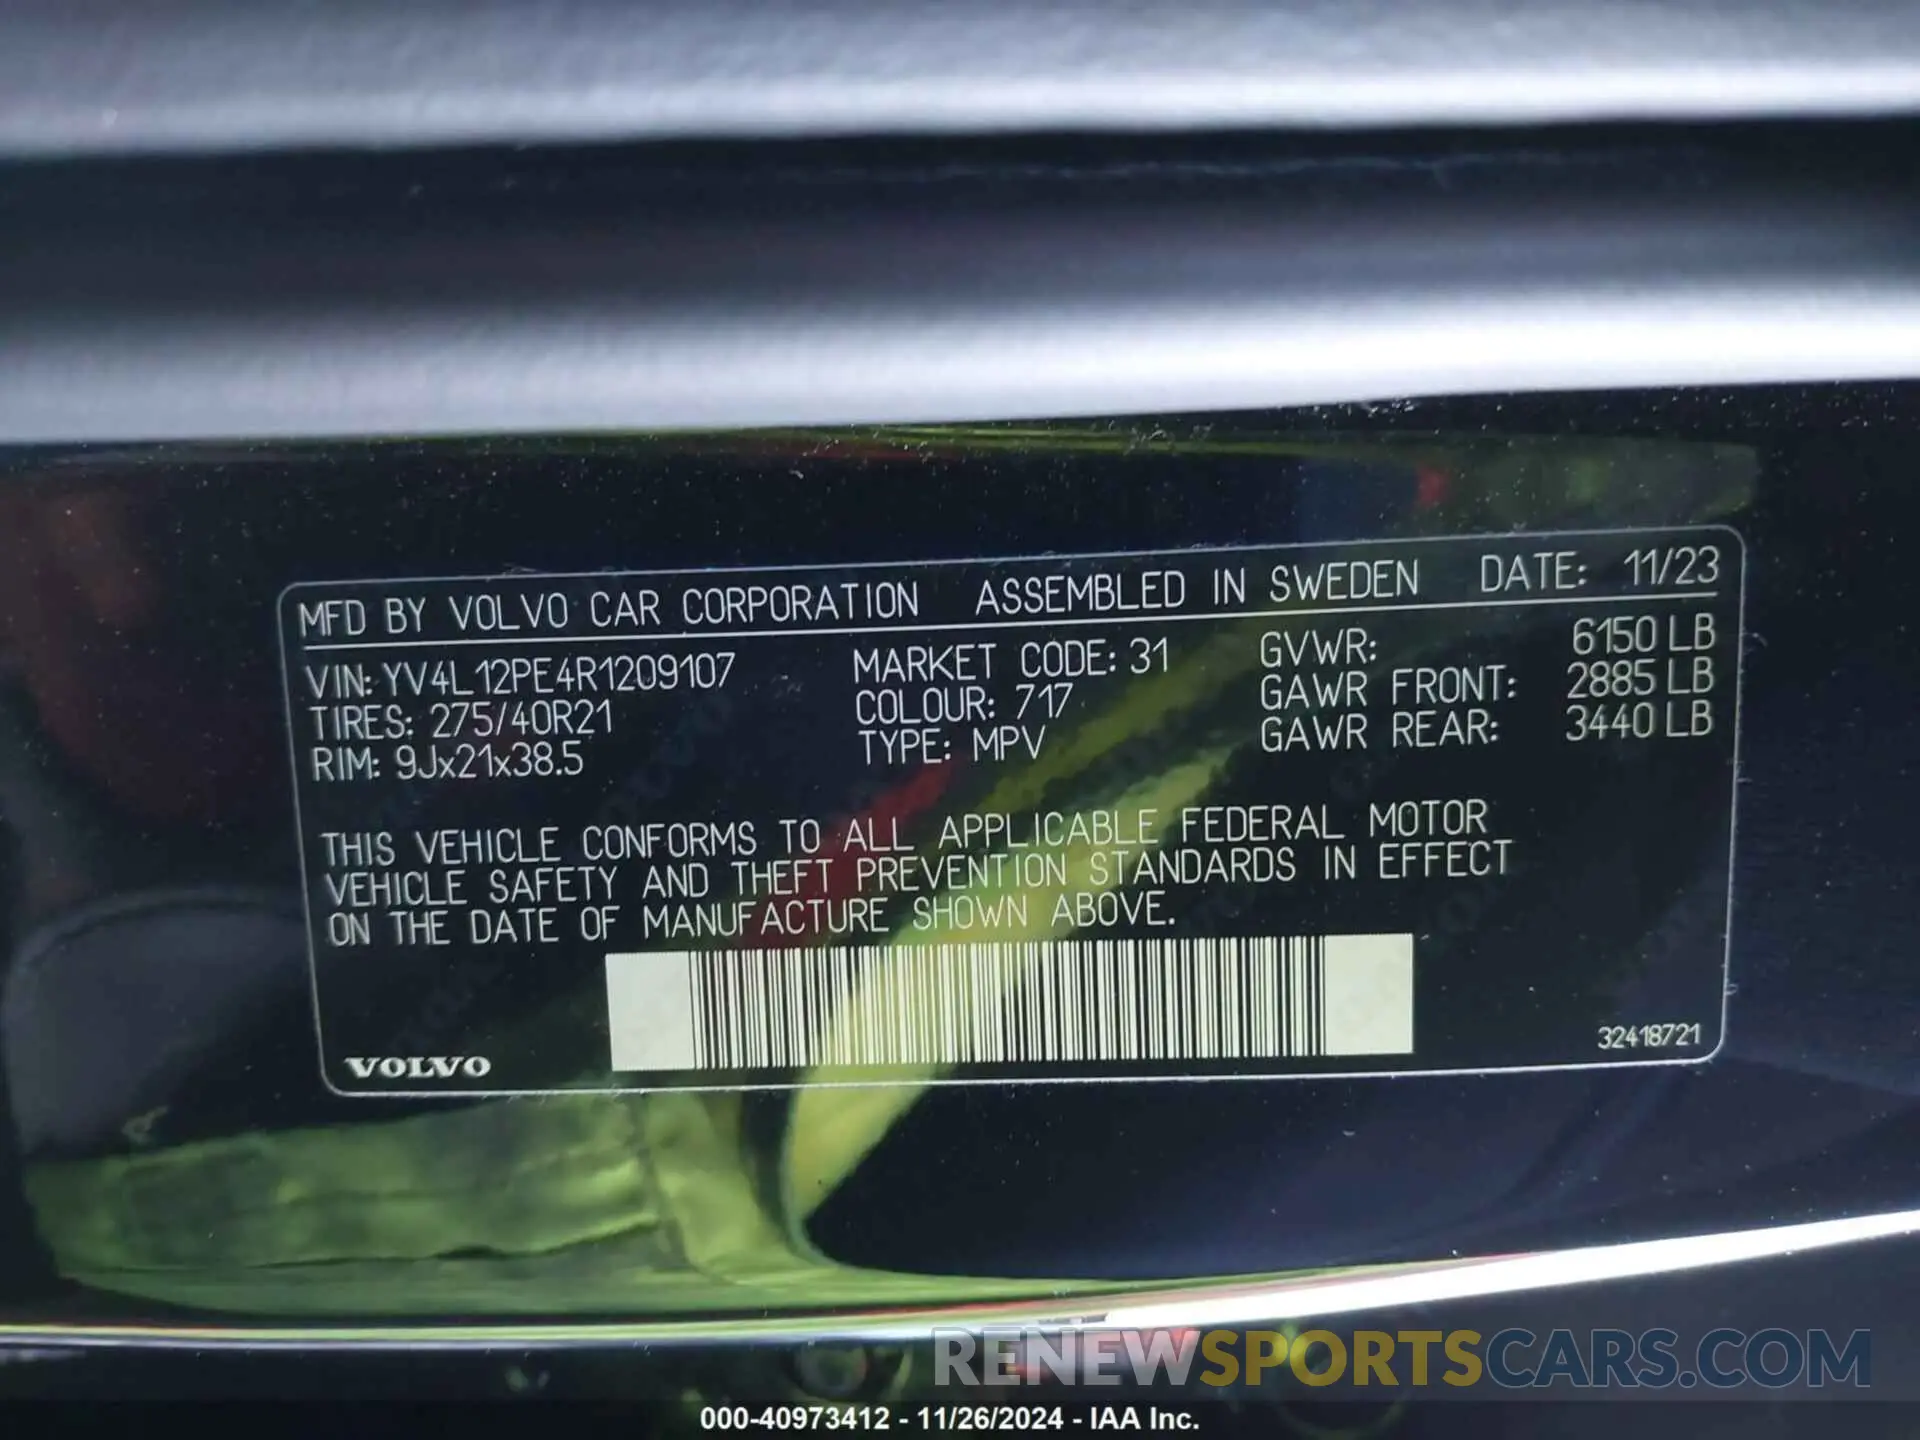 MFD BY VOLVO CAR CORPORATION ASSEMBLED IN SWEDEN DATE: 11/23
VIN: YV4L12PE4R1209107 MARKET CODE: 31 GVWR: 6150 LB
TIRES: 275/40R21 COLOUR: 717 GAWR FRONT: 2885 LB
RIM: 9Jx21x38.5 TYPE: MPV GAWR REAR: 3440 LB
THIS VEHICLE CONFORMS TO ALL APPLICABLE FEDERAL MOTOR
VEHICLE SAFETY AND THEFT PREVENTION STANDARDS IN EFFECT
ON THE DATE OF MANUFACTURE SHOWN ABOVE.
VOLVO 32418721
RENEWSPORTSCARS.COM
000-40973412 - 11/26/2024 - IAA Inc.